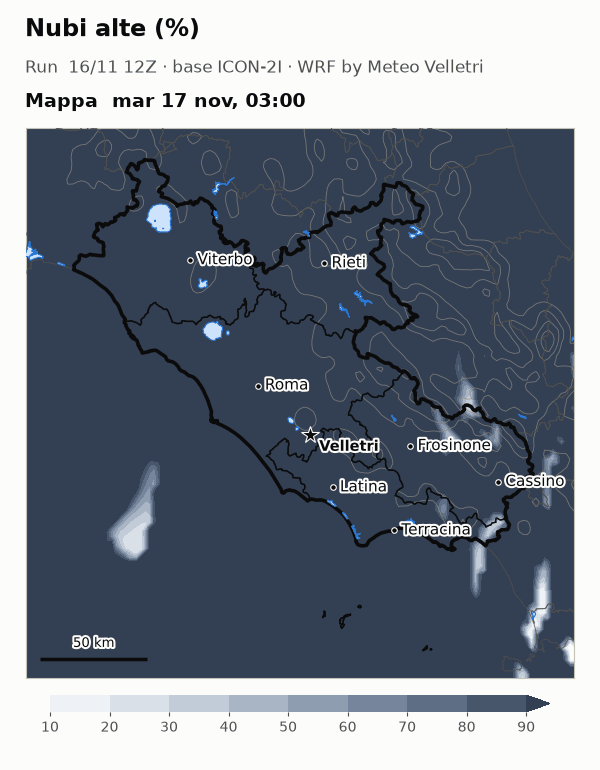 Nubi alte (%)
Run  16/11 12Z · base ICON-2I · WRF by Meteo Velletri
Mappa  mar 17 nov, 03:00
Viterbo
Rieti
Roma
Velletri
Frosinone
Latina
Cassino
Terracina
50 km
10 20 30 40 50 60 70 80 90